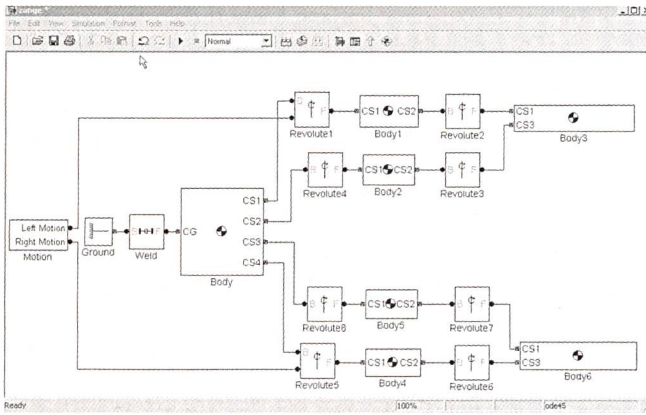 File Edit View Simulation Format Tools Help
Normal
B F
Revolute1
CS1 CS2
Body1
B F
Revolute2
CS1
CS3
Body3
B F
Revolute4
CS1 CS2
Body2
B F
Revolute3
Left Motion
Right Motion
Motion
Ground
B F
Weld
CG
CS1
CS2
CS3
CS4
Body
B F
Revolute8
CS1 CS2
Body5
B F
Revolute7
B F
Revolute5
CS1 CS2
Body4
B F
Revolute6
CS1
CS3
Body6
Ready
100%
ode45